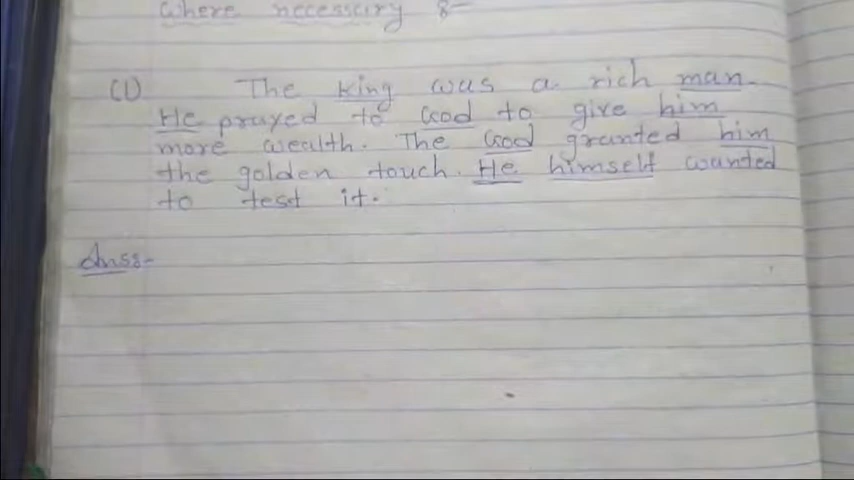 where necessary :-
(1) The king was a rich man.
He prayed to God to give him
more wealth. The God granted him
the golden touch. He himself wanted
to test it.
Ans:-